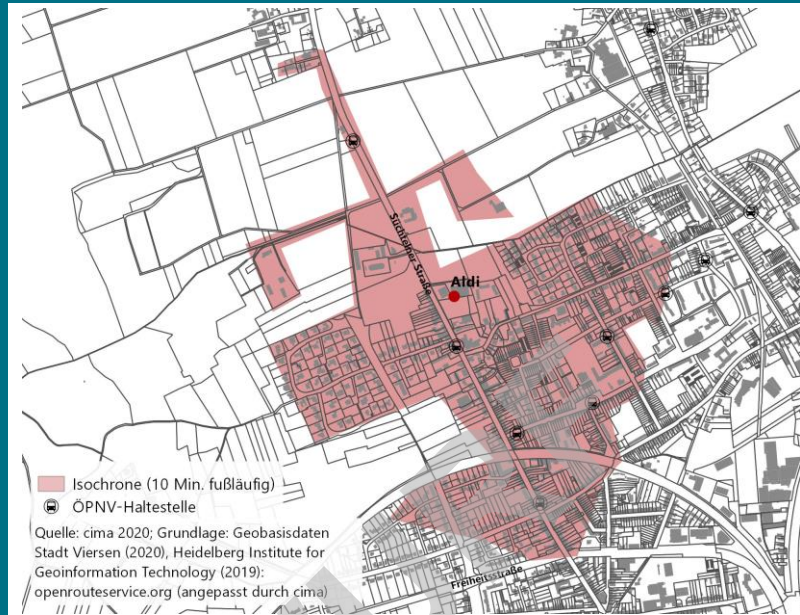 Süchtelner Straße
Aldi
Isochrone (10 Min. fußläufig)
ÖPNV-Haltestelle
Quelle: cima 2020; Grundlage: Geobasisdaten
Stadt Viersen (2020), Heidelberg Institute for
Geoinformation Technology (2019):
openrouteservice.org (angepasst durch cima)
Freiheitsstraße